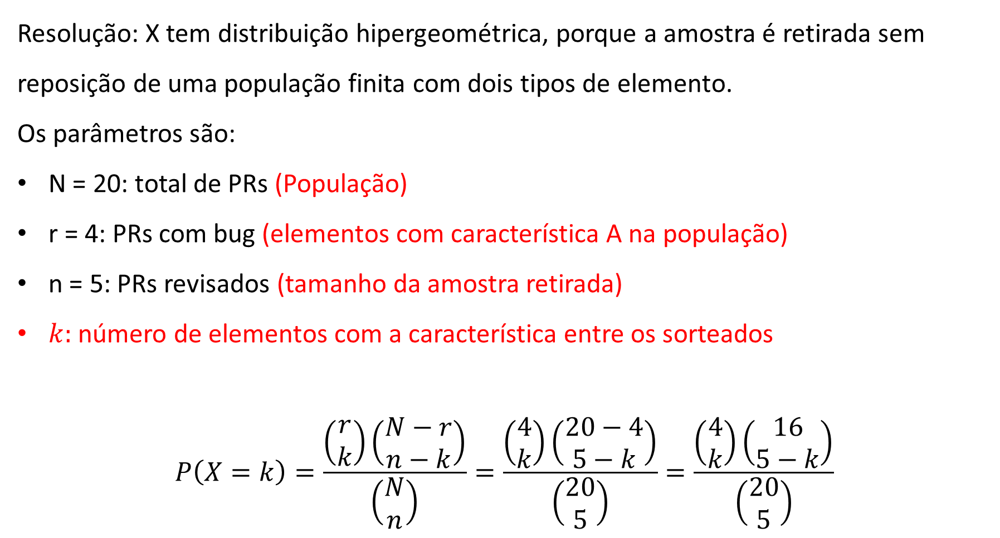 Resolução: X tem distribuição hipergeométrica, porque a amostra é retirada sem
reposição de uma população finita com dois tipos de elemento.
Os parâmetros são:
• N = 20: total de PRs (População)
• r = 4: PRs com bug (elementos com característica A na população)
• n = 5: PRs revisados (tamanho da amostra retirada)
• k: número de elementos com a característica entre os sorteados
$P(X = k) = \frac{\binom{r}{k}\binom{N-r}{n-k}}{\binom{N}{n}} = \frac{\binom{4}{k}\binom{20-4}{5-k}}{\binom{20}{5}} = \frac{\binom{4}{k}\binom{16}{5-k}}{\binom{20}{5}}$